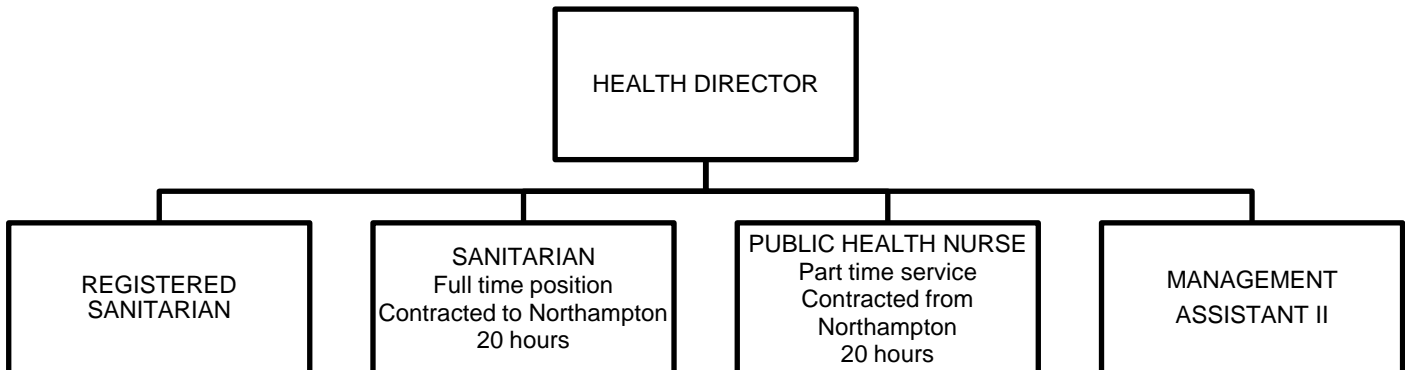 HEALTH DIRECTOR
REGISTERED
SANITARIAN
SANITARIAN
Full time position
Contracted to Northampton
20 hours
PUBLIC HEALTH NURSE
Part time service
Contracted from
Northampton
20 hours
MANAGEMENT
ASSISTANT II